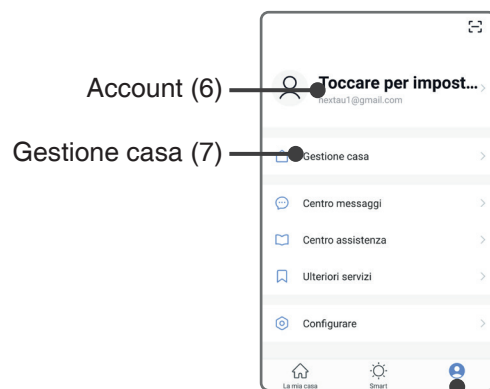 Account (6)
Toccare per impost...
nextau1@gmail.com
Gestione casa (7)
Gestione casa
Centro messaggi
Centro assistenza
Ulteriori servizi
Configurare
La mia casa
Smart